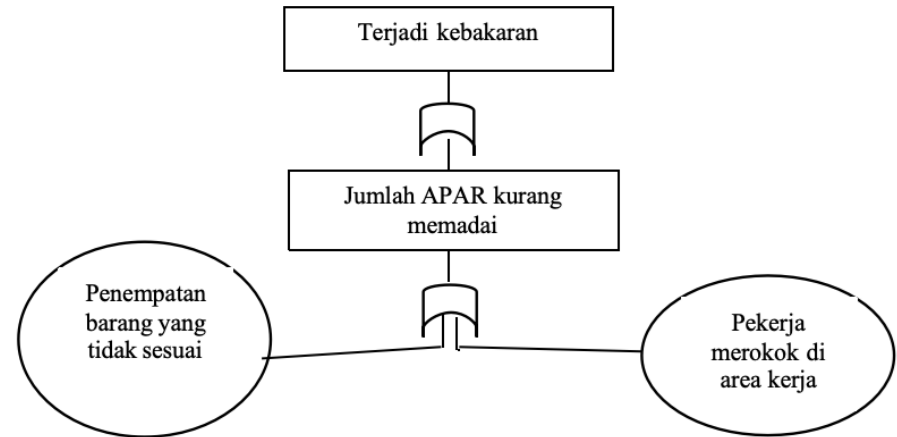 Terjadi kebakaran
Jumlah APAR kurang
memadai
Penempatan
barang yang
tidak sesuai
Pekerja
merokok di
area kerja